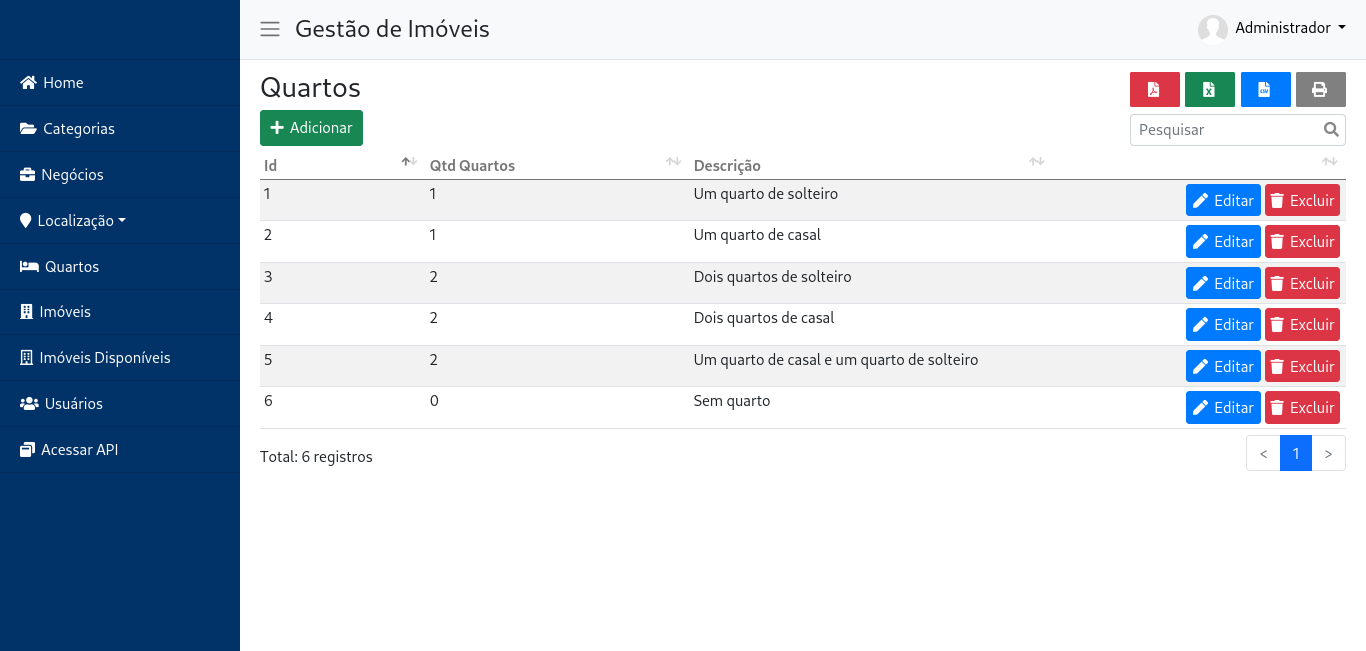 Gestão de Imóveis
Administrador
Home
Categorias
Negócios
Localização
Quartos
Imóveis
Imóveis Disponíveis
Usuários
Acessar API
Quartos
Adicionar
Pesquisar
Id Qtd Quartos Descrição
1 1 Um quarto de solteiro Editar Excluir
2 1 Um quarto de casal Editar Excluir
3 2 Dois quartos de solteiro Editar Excluir
4 2 Dois quartos de casal Editar Excluir
5 2 Um quarto de casal e um quarto de solteiro Editar Excluir
6 0 Sem quarto Editar Excluir
Total: 6 registros
< 1 >